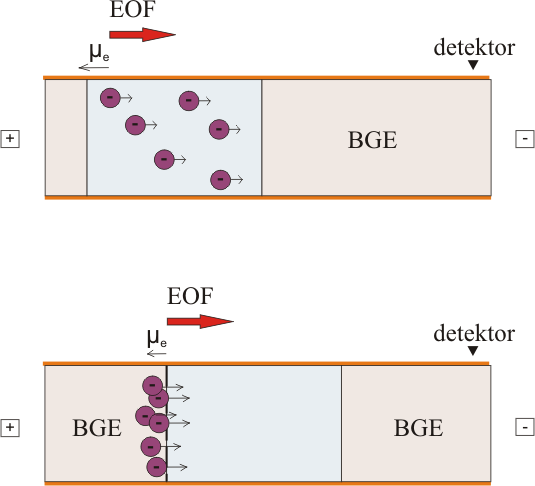 EOF
μe
detektor
+
BGE
-
EOF
μe
detektor
+
BGE
BGE
-